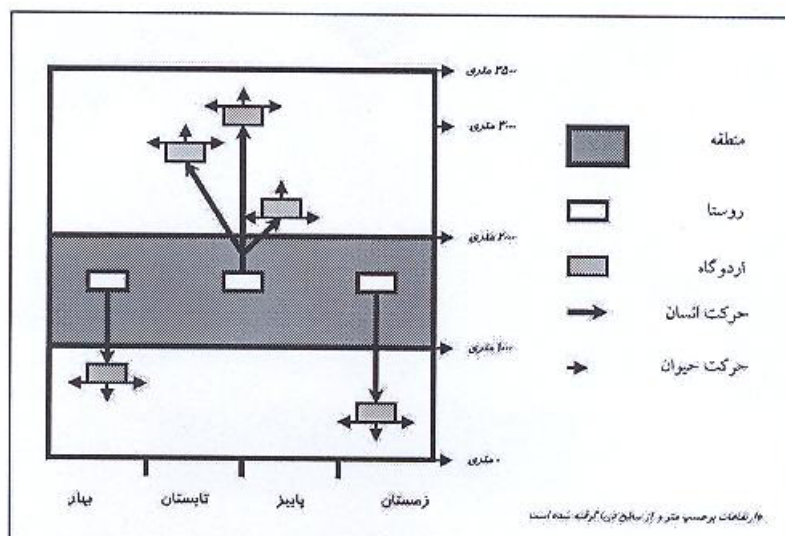 ۳۵۰۰ متری
۳۰۰۰ متری
۲۰۰۰ متری
۱۰۰۰ متری
۰ متری
بهار
تابستان
پاییز
زمستان
منطقه
روستا
اردوگاه
حرکت انسان
حرکت حیوان
ارتفاعات برحسب متر و از سطح دریا گرفته شده است